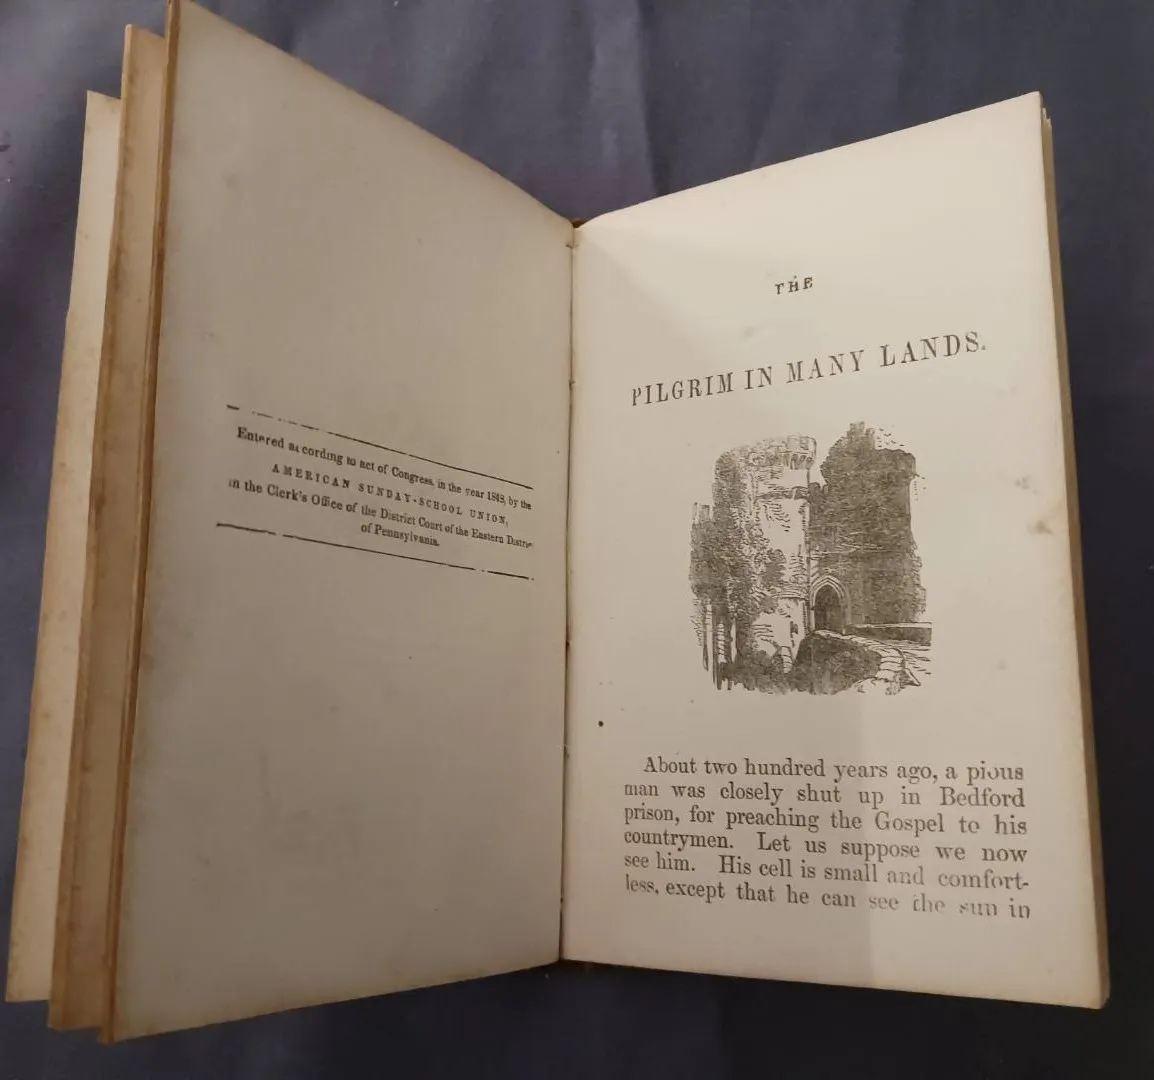 Entered according to act of Congress, in the year 1848, by the
AMERICAN SUNDAY-SCHOOL UNION,
in the Clerk's Office of the District Court of the Eastern District
of Pennsylvania.
THE
PILGRIM IN MANY LANDS.
About two hundred years ago, a pious
man was closely shut up in Bedford
prison, for preaching the Gospel to his
countrymen. Let us suppose we now
see him. His cell is small and comfort-
less, except that he can see the sun in